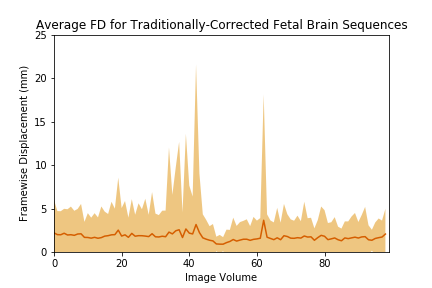 Average FD for Traditionally-Corrected Fetal Brain Sequences
Framewise Displacement (mm)
25
20
15
10
5
0
0 20 40 60 80
Image Volume